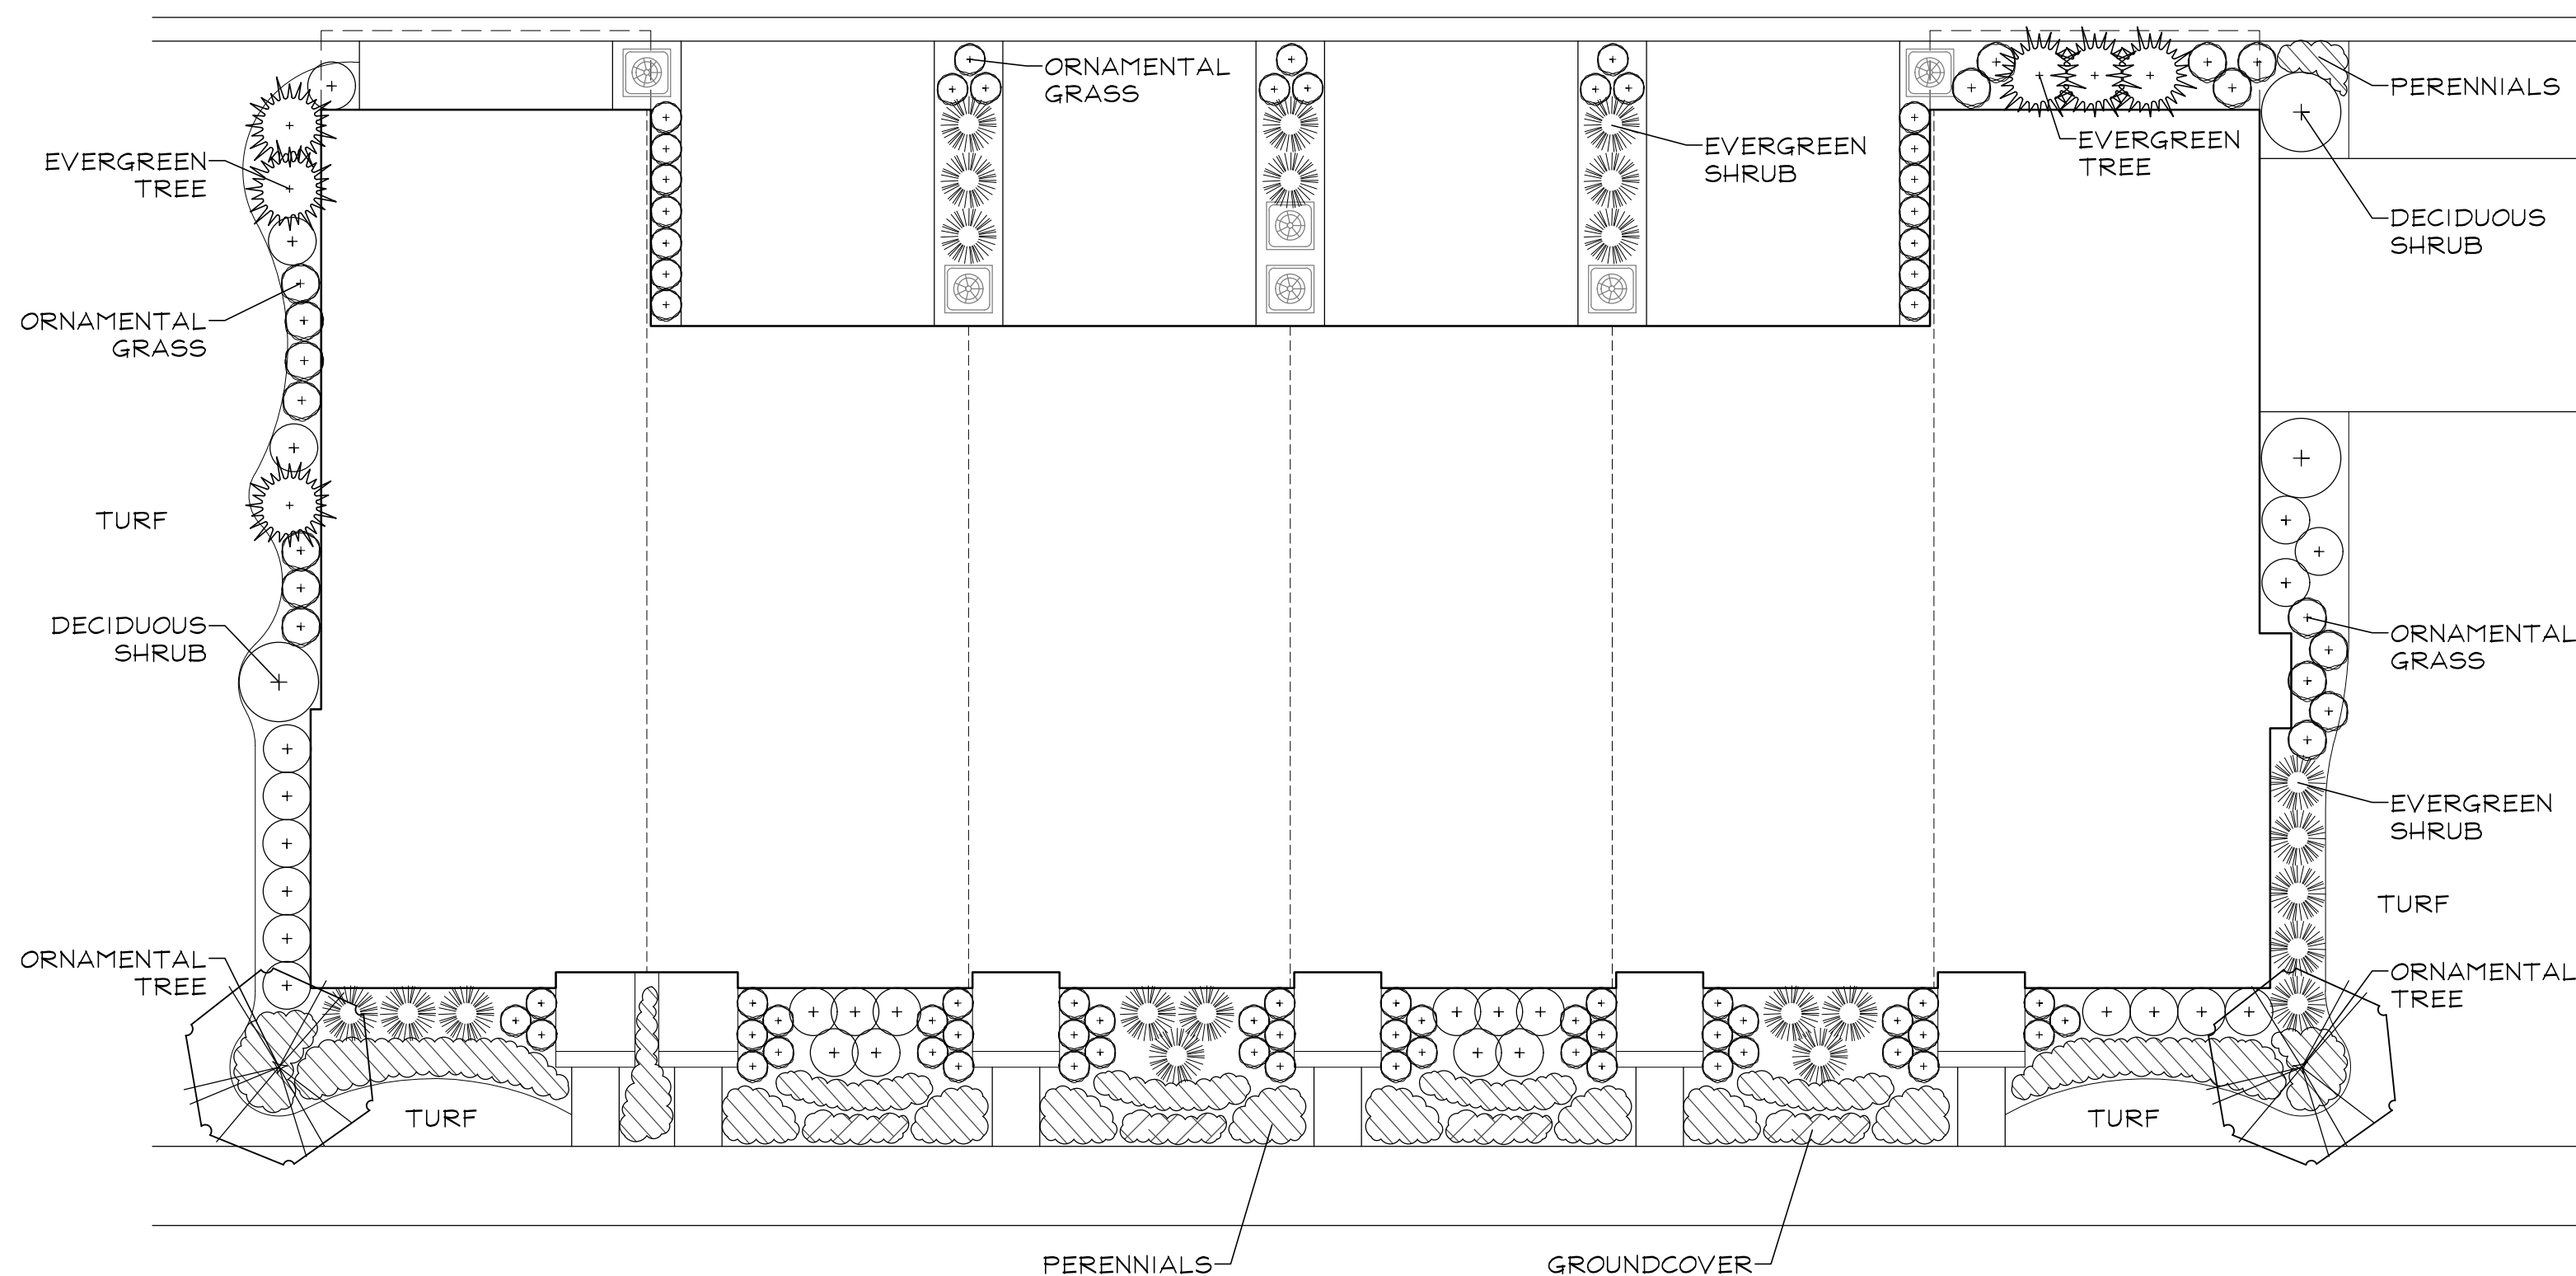 ORNAMENTAL
GRASS
PERENNIALS
EVERGREEN
SHRUB
EVERGREEN
TREE
EVERGREEN
TREE
DECIDUOUS
SHRUB
ORNAMENTAL
GRASS
TURF
DECIDUOUS
SHRUB
ORNAMENTAL
GRASS
EVERGREEN
SHRUB
TURF
ORNAMENTAL
TREE
ORNAMENTAL
TREE
TURF
TURF
PERENNIALS
GROUNDCOVER